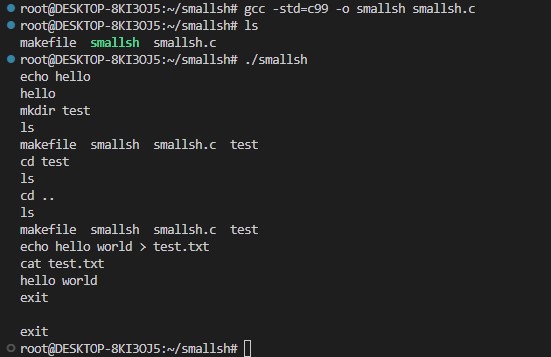 root@DESKTOP-8KI3OJ5:~/smallsh# gcc -std=c99 -o smallsh smallsh.c
root@DESKTOP-8KI3OJ5:~/smallsh# ls
makefile  smallsh  smallsh.c
root@DESKTOP-8KI3OJ5:~/smallsh# ./smallsh
echo hello
hello
mkdir test
ls
makefile  smallsh  smallsh.c  test
cd test
ls
cd ..
ls
makefile  smallsh  smallsh.c  test
echo hello world > test.txt
cat test.txt
hello world
exit
exit
root@DESKTOP-8KI3OJ5:~/smallsh#